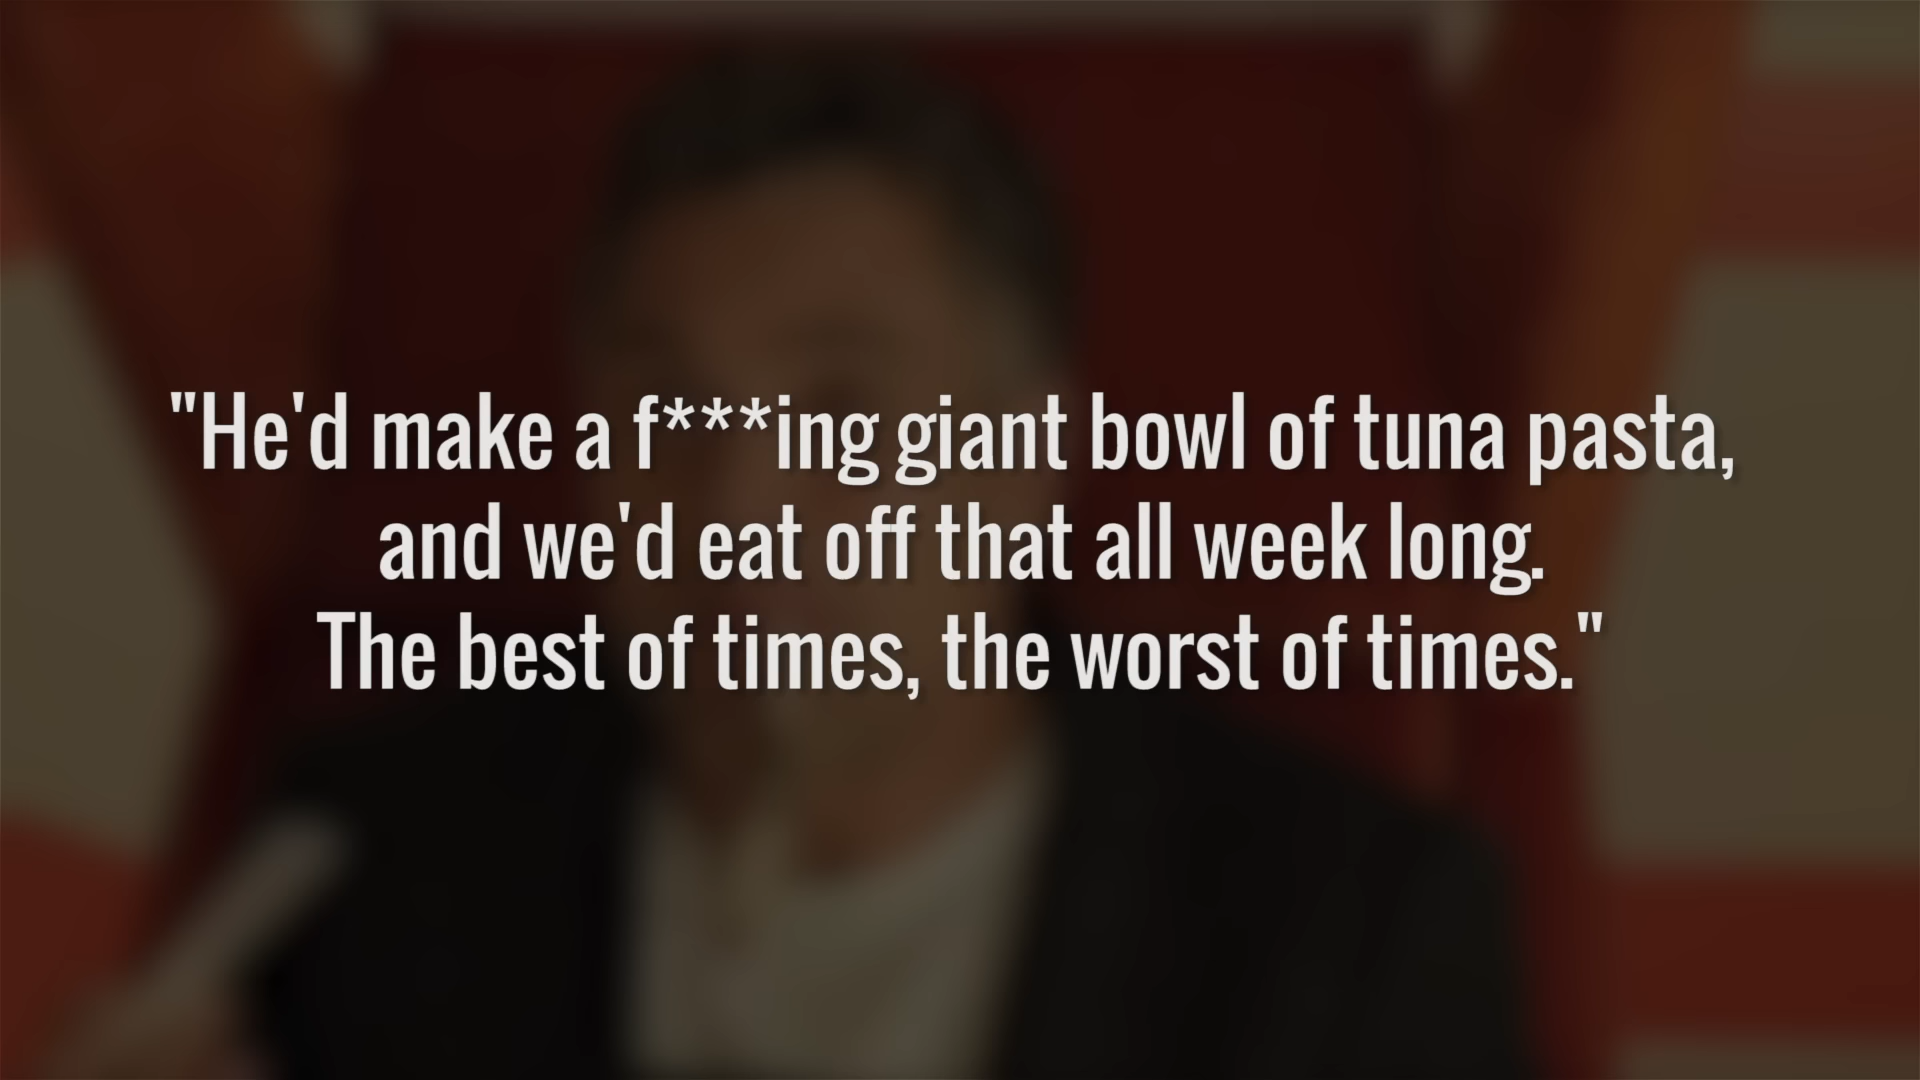 "He'd make a f***ing giant bowl of tuna pasta,
and we'd eat off that all week long.
The best of times, the worst of times."